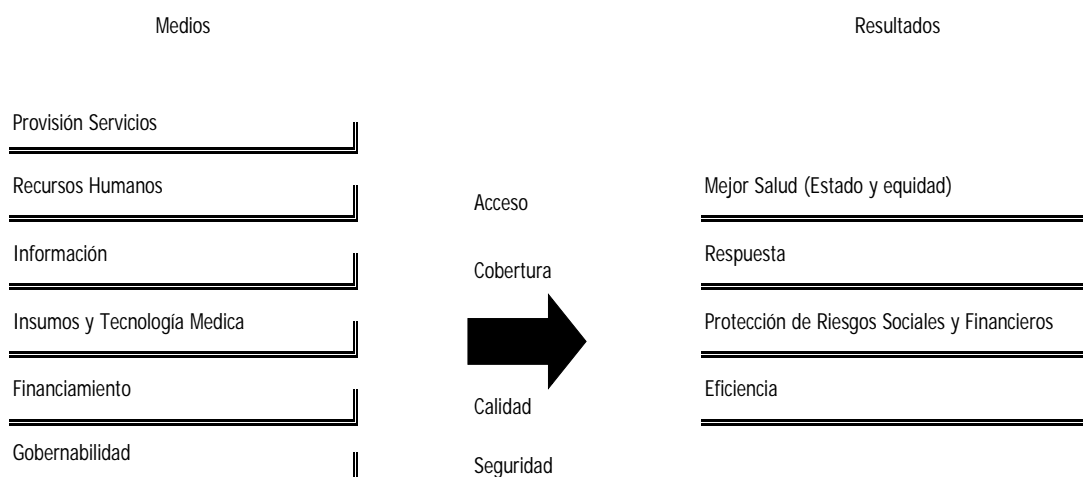 Medios
Resultados
Provisión Servicios
Recursos Humanos
Información
Insumos y Tecnología Medica
Financiamiento
Gobernabilidad
Acceso
Cobertura
Calidad
Seguridad
Mejor Salud (Estado y equidad)
Respuesta
Protección de Riesgos Sociales y Financieros
Eficiencia